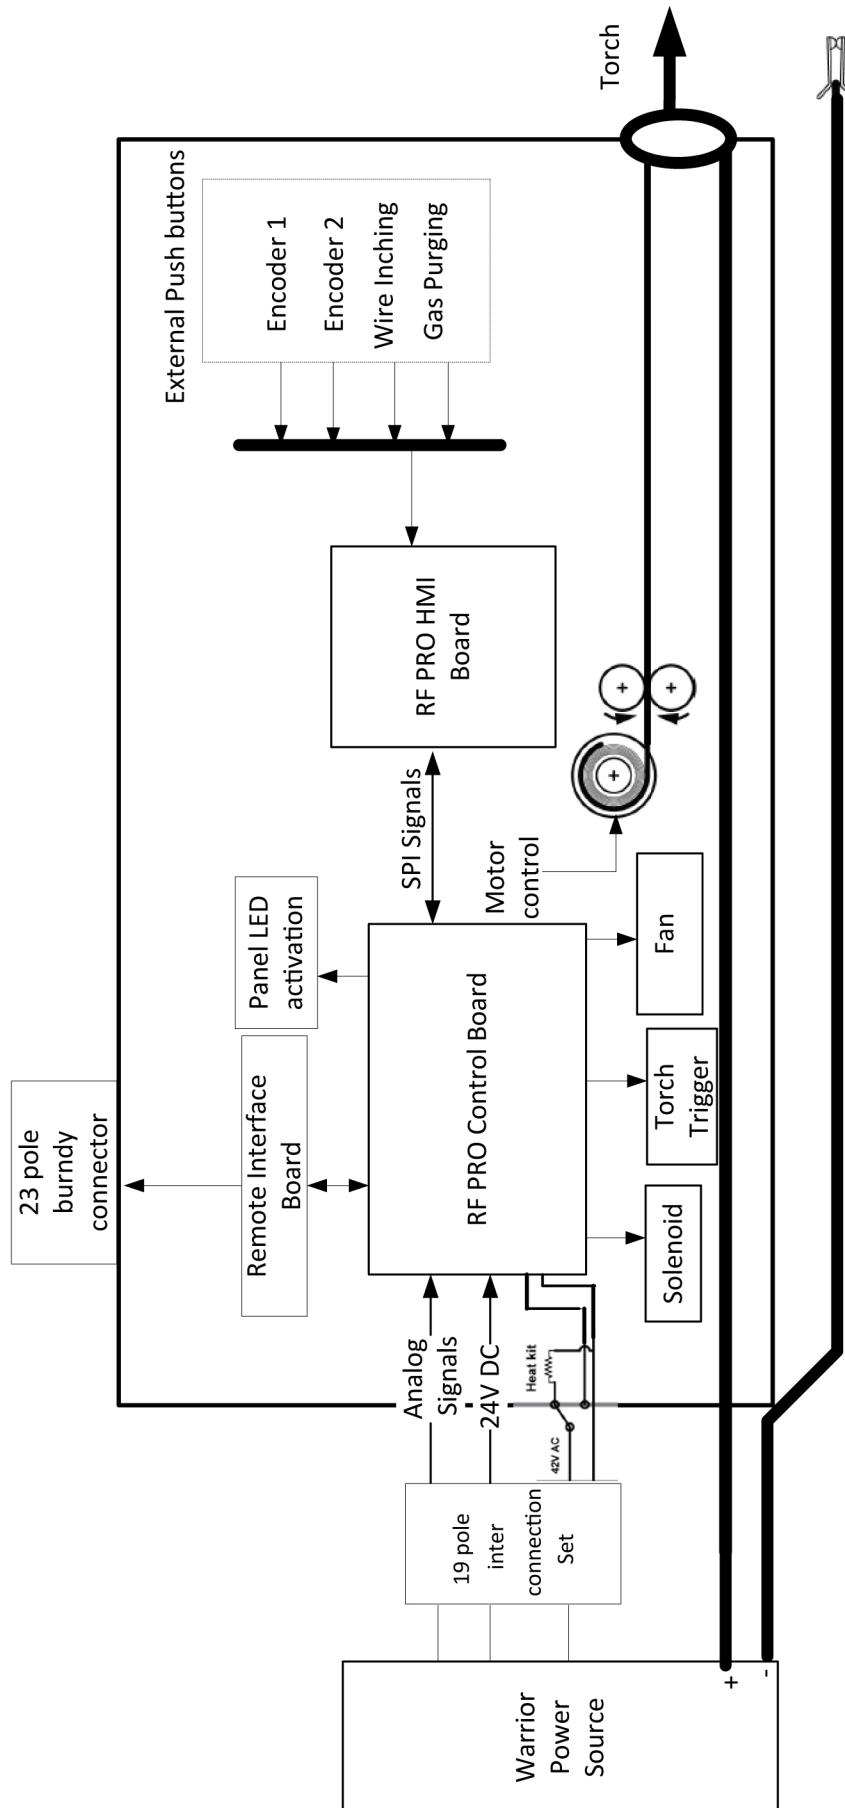 Warrior
Power
Source
+
-
19 pole
inter
connection
Set
Analog
Signals
24V DC
42V AC
Heat kit
23 pole
burndy
connector
Remote Interface
Board
Panel LED
activation
RF PRO Control Board
Solenoid
Torch
Trigger
Fan
Motor
control
SPI Signals
RF PRO HMI
Board
External Push buttons
Encoder 1
Encoder 2
Wire Inching
Gas Purging
+
+
+
Torch